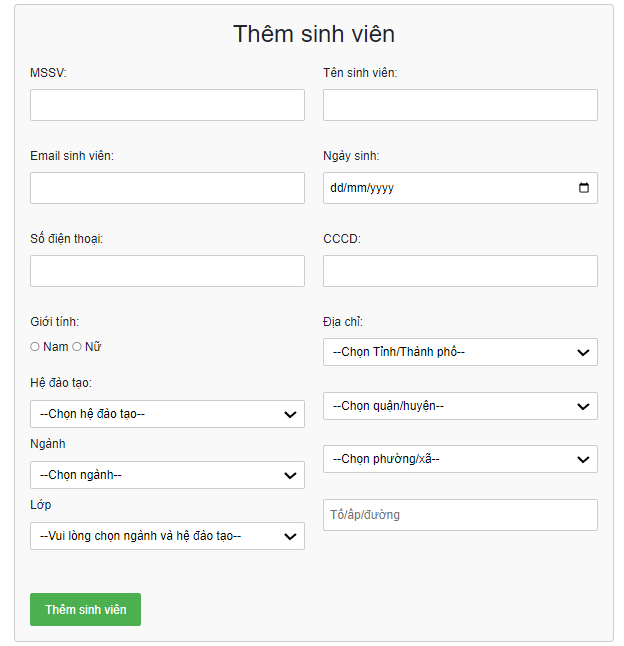 Thêm sinh viên
MSSV:
Tên sinh viên:
Email sinh viên:
Ngày sinh:
dd/mm/yyyy
Số điện thoại:
CCCD:
Giới tính:
Nam Nữ
Địa chỉ:
--Chọn Tỉnh/Thành phố--
Hệ đào tạo:
--Chọn hệ đào tạo--
--Chọn quận/huyện--
Ngành
--Chọn ngành--
--Chọn phường/xã--
Lớp
--Vui lòng chọn ngành và hệ đào tạo--
Tổ/ấp/đường
Thêm sinh viên